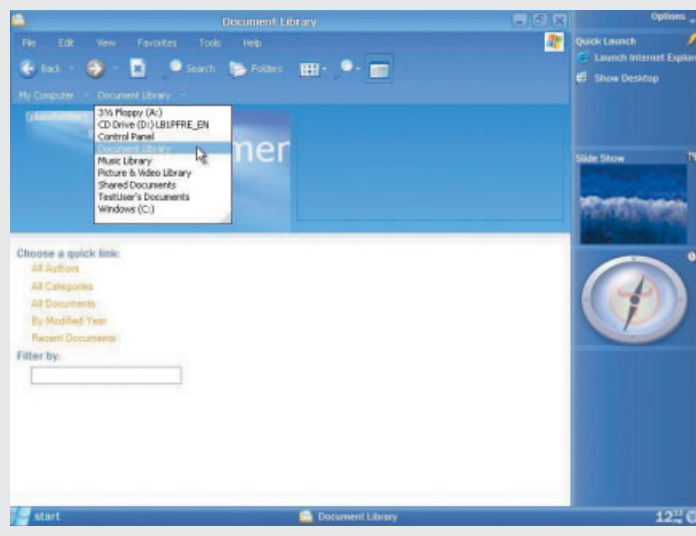 Document Library
Options
File Edit View Favorites Tools Help
Back Search Folders
My Computer Document Library
3½ Floppy (A:)
CD Drive (D:) LB1PFRE_EN
Control Panel
Document Library
Music Library
Picture & Video Library
Shared Documents
TestUser's Documents
Windows (C:)
mer
Quick Launch
Launch Internet Explor
Show Desktop
Slide Show
Choose a quick link:
All Authors
All Categories
All Documents
By Modified Year
Recent Documents
Filter by:
start Document Library